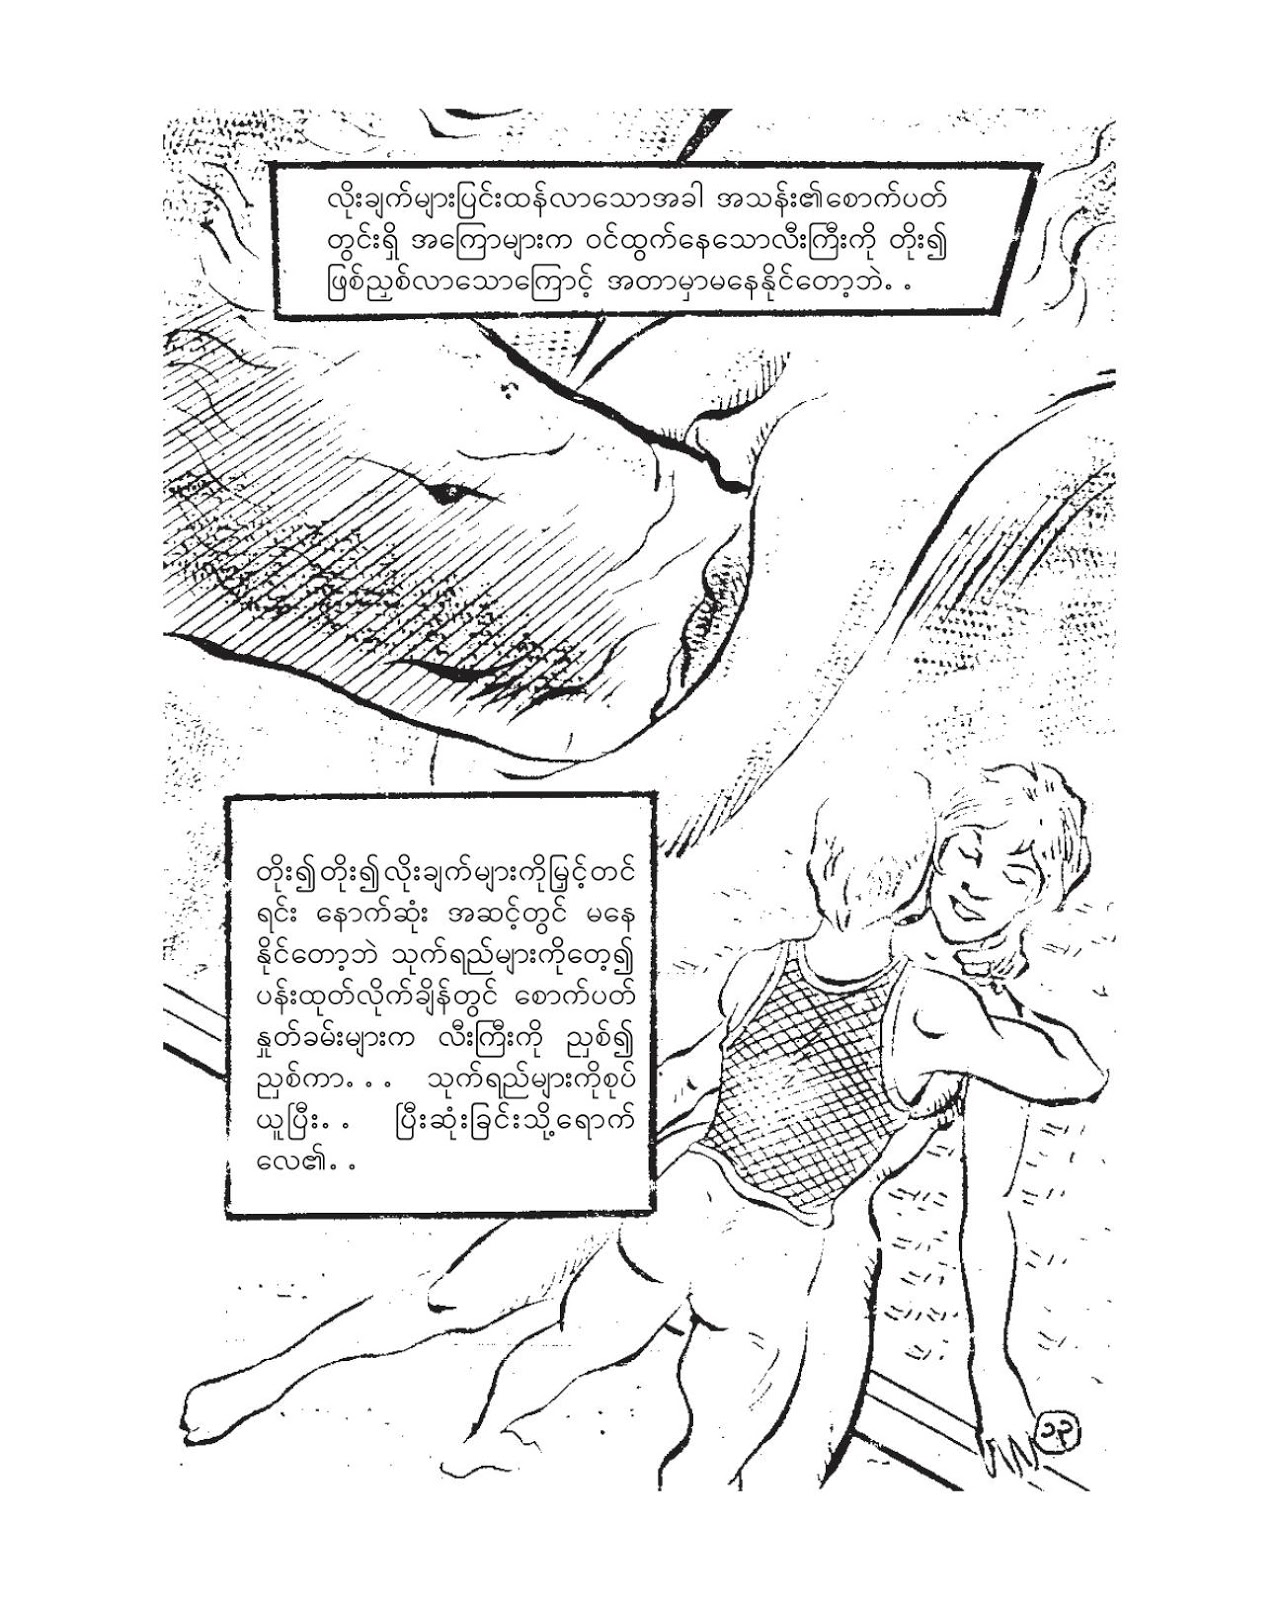 လိုးချက်များပြင်းထန်လာသောအခါ အသန်း၏စောက်ပတ်
တွင်းရှိ အကြောများက ဝင်ထွက်နေသောလီးကြီးကို တိုး၍
ဖြစ်ညှစ်လာသောကြောင့် အတာမှာမနေနိုင်တော့ဘဲ. .
တိုး၍တိုး၍လိုးချက်များကိုမြှင့်တင်
ရင်း နောက်ဆုံး အဆင့်တွင် မနေ
နိုင်တော့ဘဲ သုက်ရည်များကိုတေ့၍
ပန်းထုတ်လိုက်ချိန်တွင် စောက်ပတ်
နှုတ်ခမ်းများက လီးကြီးကို ညှစ်၍
ညှစ်ကာ. . . သုက်ရည်များကိုစုပ်
ယူပြီး. . ပြီးဆုံးခြင်းသို့ရောက်
လေ၏. .
၁၃